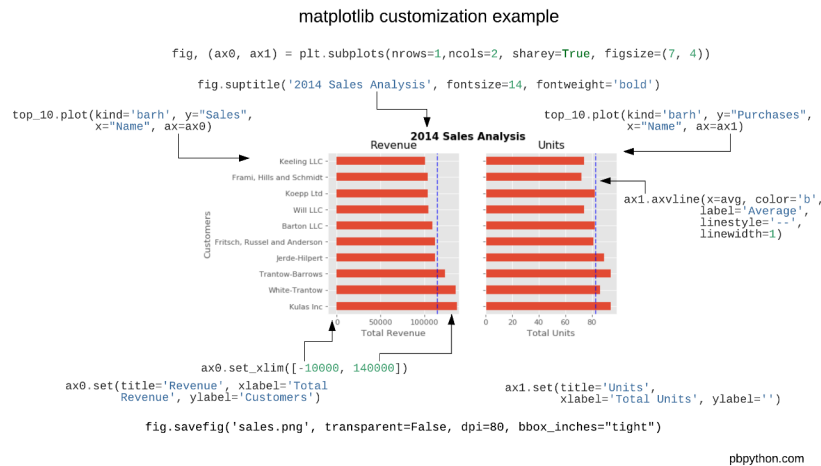 matplotlib customization example
fig, (ax0, ax1) = plt.subplots(nrows=1,ncols=2, sharey=True, figsize=(7, 4))
fig.suptitle('2014 Sales Analysis', fontsize=14, fontweight='bold')
top_10.plot(kind='barh', y="Sales",
x="Name", ax=ax0)
top_10.plot(kind='barh', y="Purchases",
x="Name", ax=ax1)
2014 Sales Analysis
Revenue
Units
Keeling LLC
Frami, Hills and Schmidt
Koepp Ltd
Will LLC
Barton LLC
Fritsch, Russel and Anderson
Jerde-Hilpert
Trantow-Barrows
White-Trantow
Kulas Inc
Customers
0 50000 100000
Total Revenue
0 20 40 60 80
Total Units
ax1.axvline(x=avg, color='b',
label='Average',
linestyle='--',
linewidth=1)
ax0.set_xlim([-10000, 140000])
ax0.set(title='Revenue', xlabel='Total
Revenue', ylabel='Customers')
ax1.set(title='Units',
xlabel='Total Units', ylabel='')
fig.savefig('sales.png', transparent=False, dpi=80, bbox_inches="tight")
pbpython.com